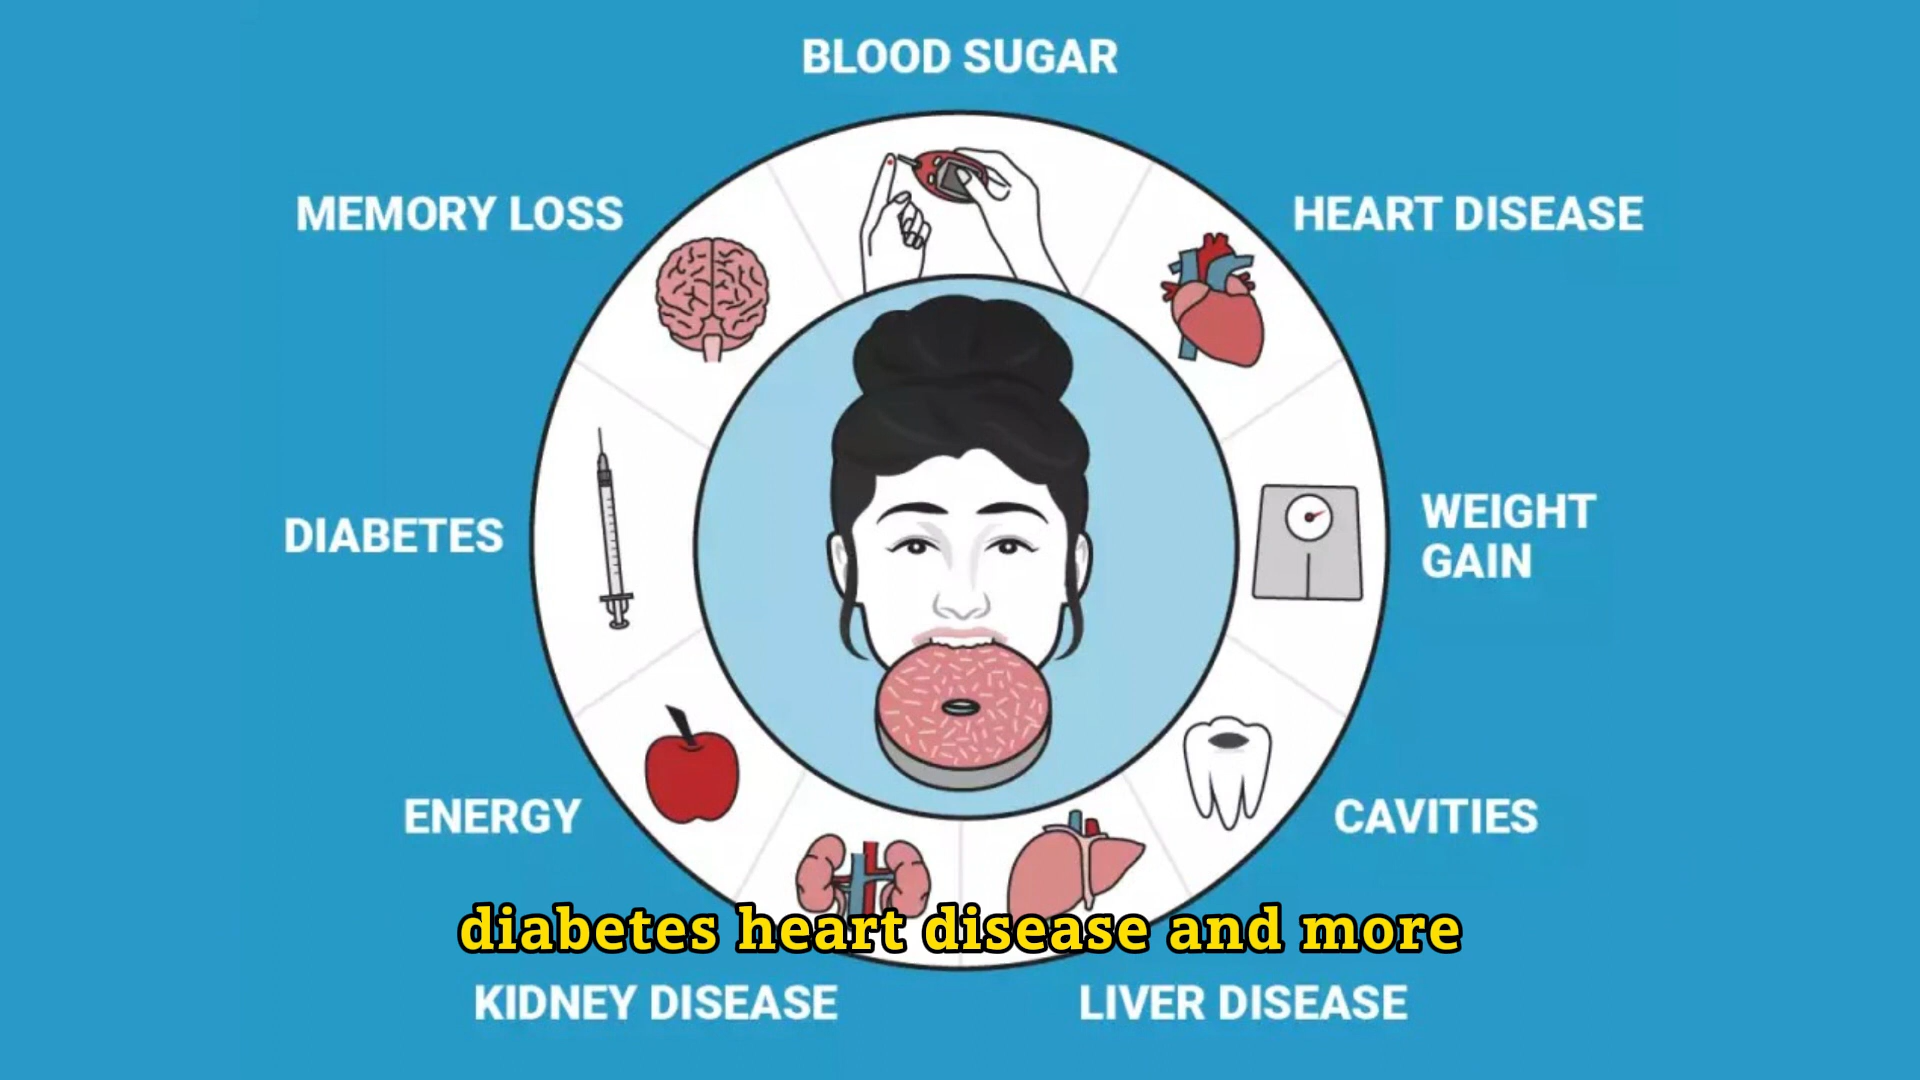 BLOOD SUGAR
MEMORY LOSS
HEART DISEASE
DIABETES
WEIGHT
GAIN
ENERGY
CAVITIES
diabetes heart disease and more
KIDNEY DISEASE
LIVER DISEASE